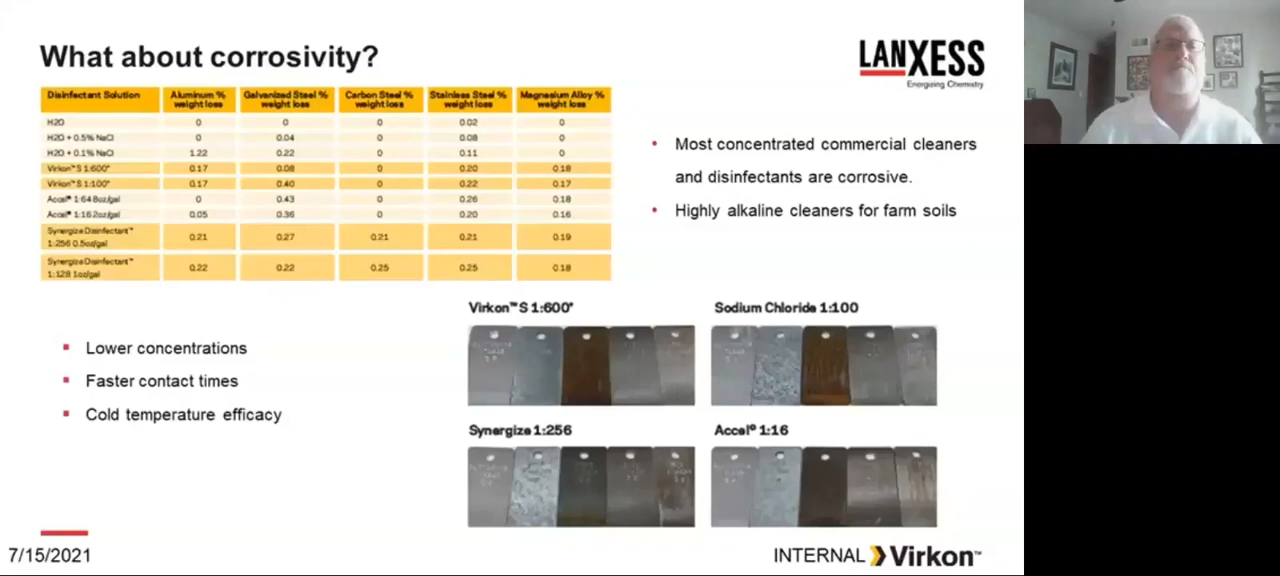 What about corrosivity?
LANXESS
Energizing Chemistry
Disinfectant Solution Aluminum % weight loss Galvanized Steel % weight loss Carbon Steel % weight loss Stainless Steel % weight loss Magnesium Alloy % weight loss
H2O 0 0 0 0.02 0
H2O + 0.5% NaCl 0 0.04 0 0.08 0
H2O + 0.1% NaCl 1.22 0.22 0 0.11 0
Virkon™ S 1:600* 0.17 0.08 0 0.20 0.18
Virkon™ S 1:100* 0.17 0.40 0 0.22 0.17
Accel® 1:64 8oz/gal 0 0.43 0 0.26 0.18
Accel® 1:16 2oz/gal 0.05 0.36 0 0.20 0.16
Synergize Disinfectant™ 1:256 0.5oz/gal 0.21 0.27 0.21 0.21 0.19
Synergize Disinfectant™ 1:128 1oz/gal 0.22 0.22 0.25 0.25 0.18
• Most concentrated commercial cleaners
and disinfectants are corrosive.
• Highly alkaline cleaners for farm soils
Virkon™ S 1:600*
Sodium Chloride 1:100
▪ Lower concentrations
▪ Faster contact times
▪ Cold temperature efficacy
Synergize 1:256
Accel® 1:16
7/15/2021
INTERNAL Virkon™